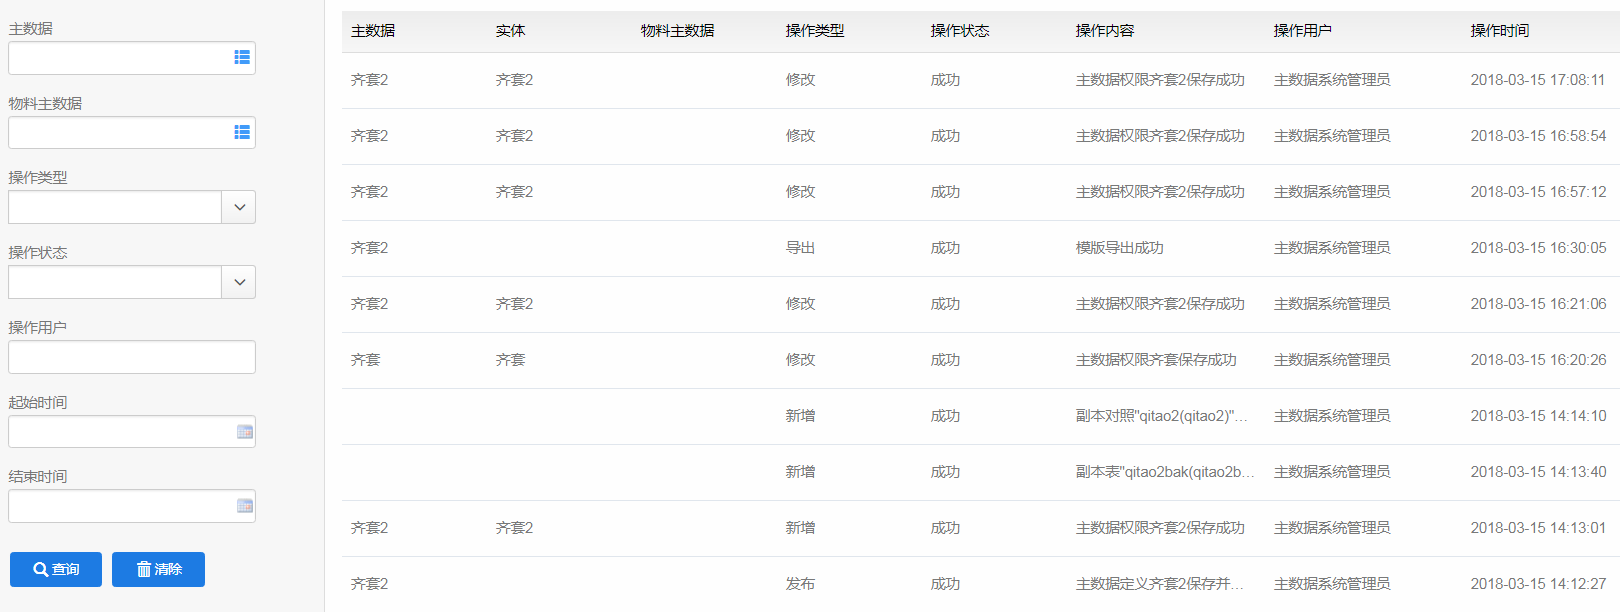 主数据
物料主数据
操作类型
操作状态
操作用户
起始时间
结束时间
查询 清除
主数据 实体 物料主数据 操作类型 操作状态 操作内容 操作用户 操作时间
齐套2 齐套2 修改 成功 主数据权限齐套2保存成功 主数据系统管理员 2018-03-15 17:08:11
齐套2 齐套2 修改 成功 主数据权限齐套2保存成功 主数据系统管理员 2018-03-15 16:58:54
齐套2 齐套2 修改 成功 主数据权限齐套2保存成功 主数据系统管理员 2018-03-15 16:57:12
齐套2 导出 成功 模版导出成功 主数据系统管理员 2018-03-15 16:30:05
齐套2 齐套2 修改 成功 主数据权限齐套2保存成功 主数据系统管理员 2018-03-15 16:21:06
齐套 齐套 修改 成功 主数据权限齐套保存成功 主数据系统管理员 2018-03-15 16:20:26
新增 成功 副本对照"qitao2(qitao2)"... 主数据系统管理员 2018-03-15 14:14:10
新增 成功 副本表"qitao2bak(qitao2b... 主数据系统管理员 2018-03-15 14:13:40
齐套2 齐套2 新增 成功 主数据权限齐套2保存成功 主数据系统管理员 2018-03-15 14:13:01
齐套2 发布 成功 主数据定义齐套2保存并... 主数据系统管理员 2018-03-15 14:12:27